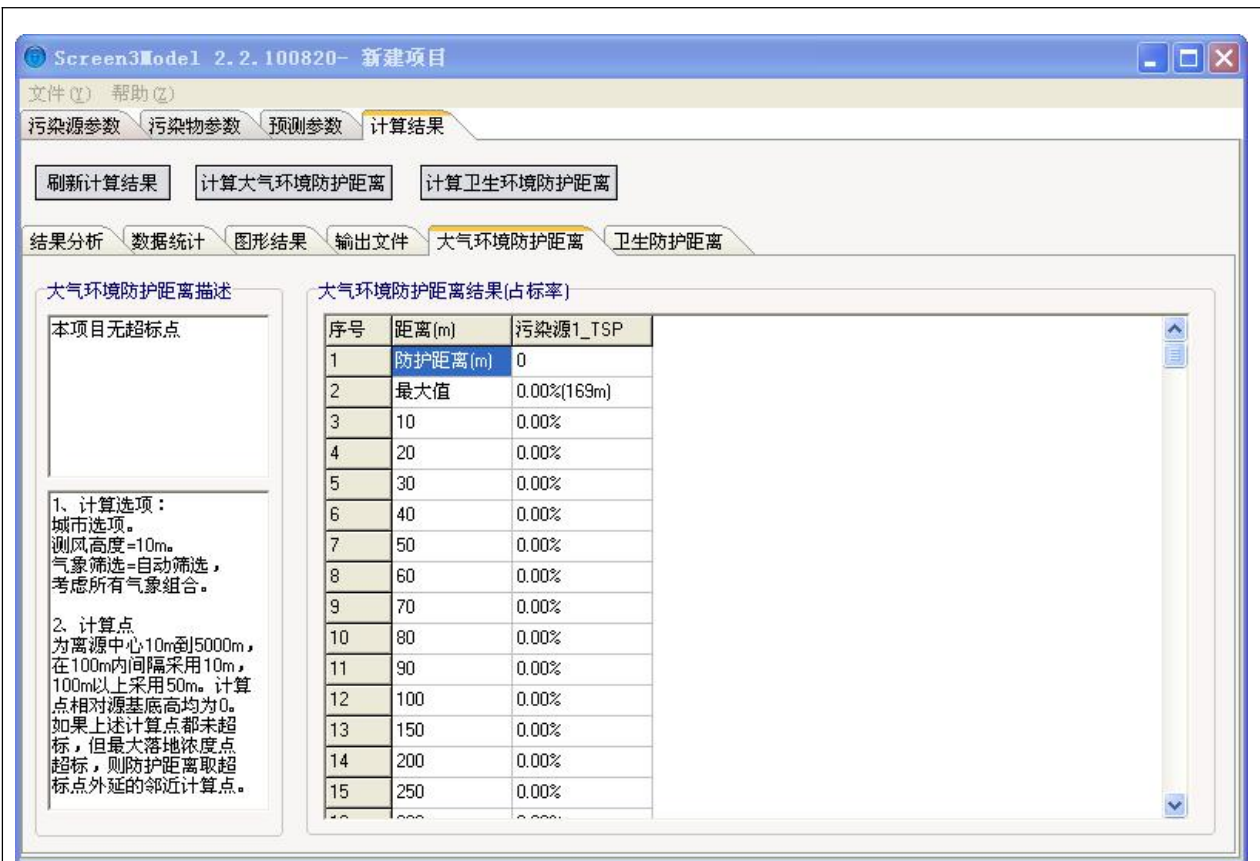 Screen3Model 2.2.100820- 新建项目
文件(Y) 帮助(Z)
污染源参数 污染物参数 预测参数 计算结果
刷新计算结果 计算大气环境防护距离 计算卫生环境防护距离
结果分析 数据统计 图形结果 输出文件 大气环境防护距离 卫生防护距离
大气环境防护距离描述
本项目无超标点
1、计算选项：
城市选项。
测风高度=10m。
气象筛选=自动筛选，
考虑所有气象组合。
2、计算点
为离源中心10m到5000m，
在100m内间隔采用10m，
100m以上采用50m。计算
点相对源基底高均为0。
如果上述计算点都未超
标，但最大落地浓度点
超标，则防护距离取超
标点外延的邻近计算点。
大气环境防护距离结果(占标率)
序号 距离(m) 污染源1_TSP
1 防护距离(m) 0
2 最大值 0.00%(169m)
3 10 0.00%
4 20 0.00%
5 30 0.00%
6 40 0.00%
7 50 0.00%
8 60 0.00%
9 70 0.00%
10 80 0.00%
11 90 0.00%
12 100 0.00%
13 150 0.00%
14 200 0.00%
15 250 0.00%